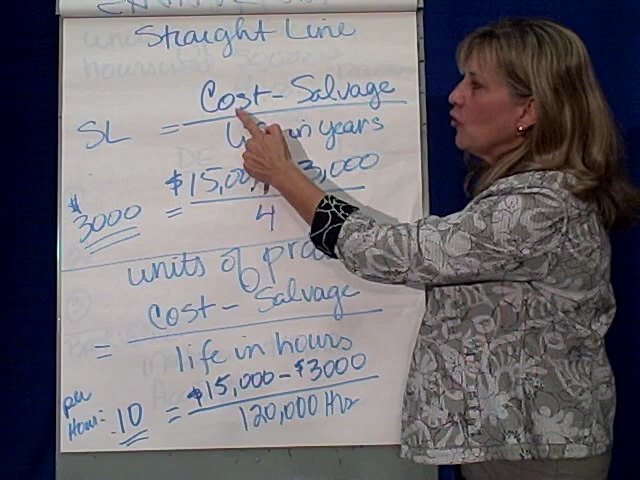 Straight Line
Cost - Salvage
SL = in years
$15,00 3,000
$3000 = 4
units of
Cost - Salvage
= life in hours
$15,000 - $3000
per Hour: .10 = 120,000 Hr